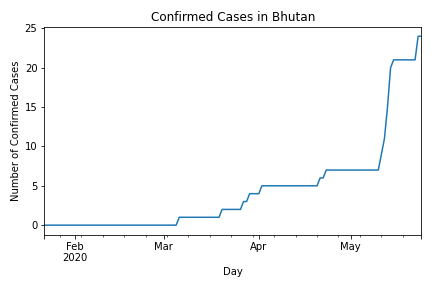 Confirmed Cases in Bhutan
25
20
15
10
5
0
Number of Confirmed Cases
Feb Mar Apr May
2020
Day